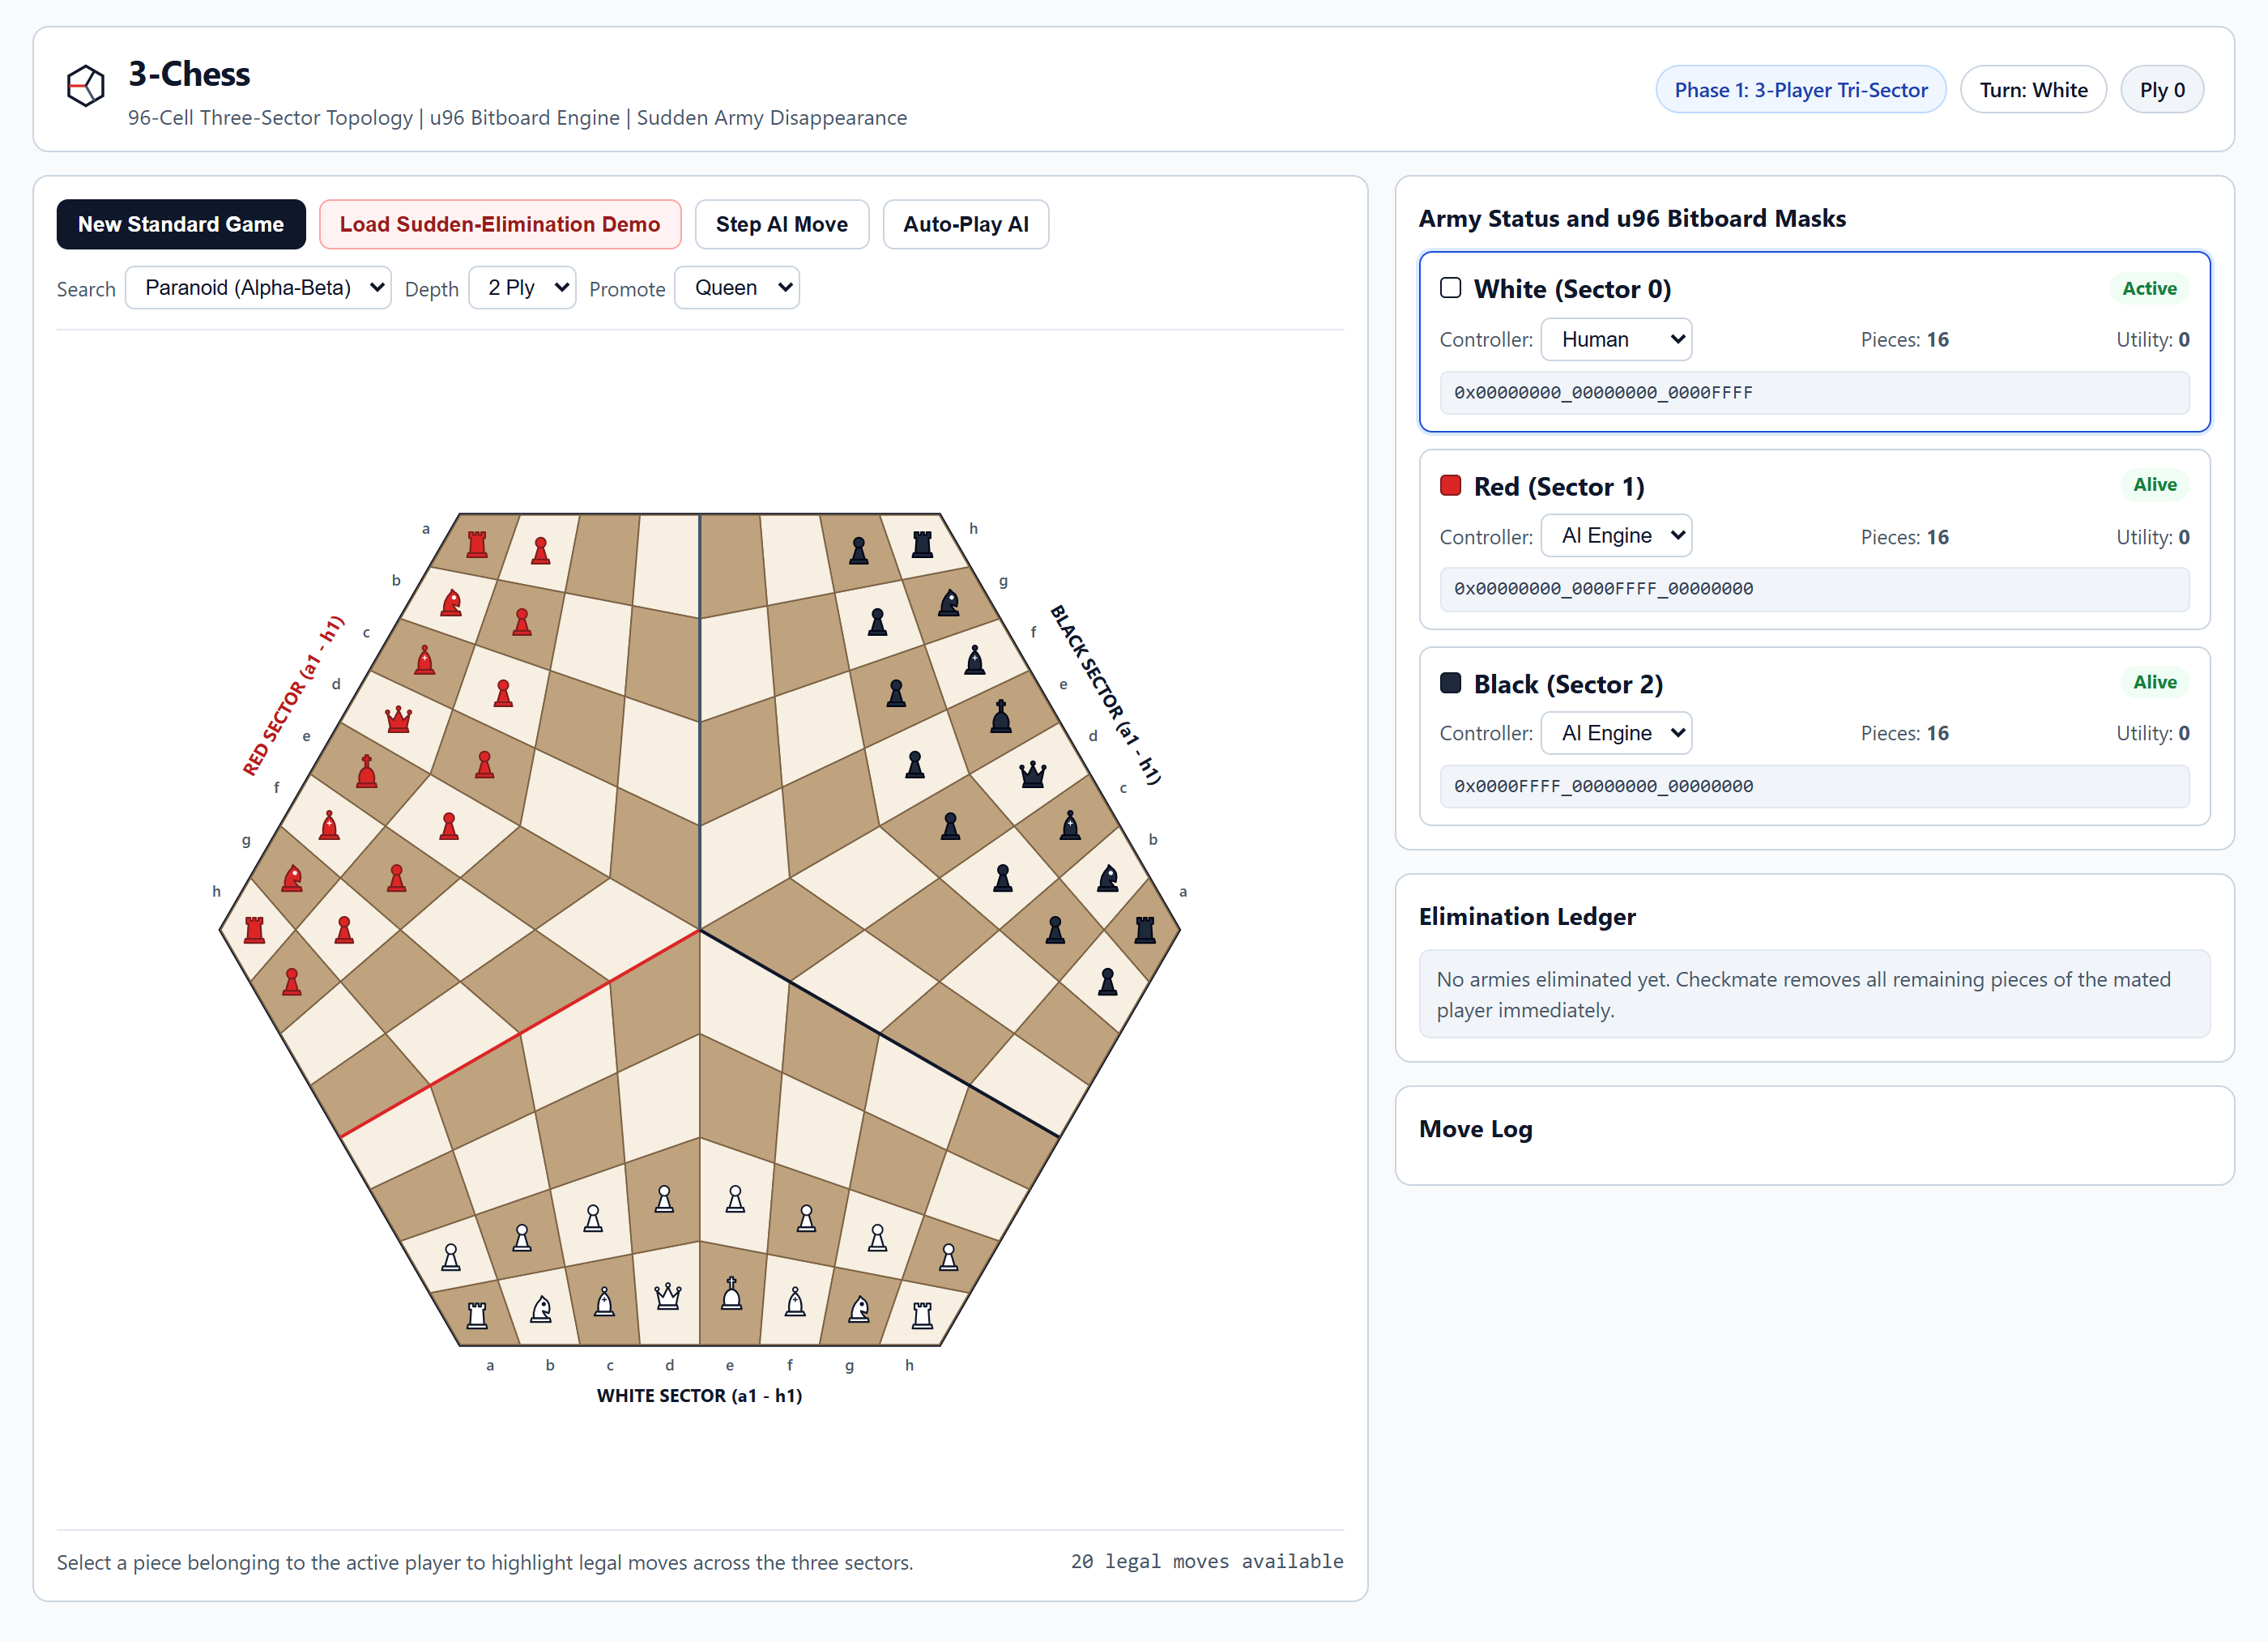 3-Chess
96-Cell Three-Sector Topology | u96 Bitboard Engine | Sudden Army Disappearance
Phase 1: 3-Player Tri-Sector
Turn: White
Ply 0
New Standard Game
Load Sudden-Elimination Demo
Step AI Move
Auto-Play AI
Search
Paranoid (Alpha-Beta)
Depth
2 Ply
Promote
Queen
a
b
c
d
e
f
g
h
RED SECTOR (a1 - h1)
h
g
f
e
d
c
b
a
BLACK SECTOR (a1 - h1)
a
b
c
d
e
f
g
h
WHITE SECTOR (a1 - h1)
Select a piece belonging to the active player to highlight legal moves across the three sectors.
20 legal moves available
Army Status and u96 Bitboard Masks
White (Sector 0)
Active
Controller:
Human
Pieces: 16
Utility: 0
0x00000000_00000000_0000FFFF
Red (Sector 1)
Alive
Controller:
AI Engine
Pieces: 16
Utility: 0
0x00000000_0000FFFF_00000000
Black (Sector 2)
Alive
Controller:
AI Engine
Pieces: 16
Utility: 0
0x0000FFFF_00000000_00000000
Elimination Ledger
No armies eliminated yet. Checkmate removes all remaining pieces of the mated
player immediately.
Move Log